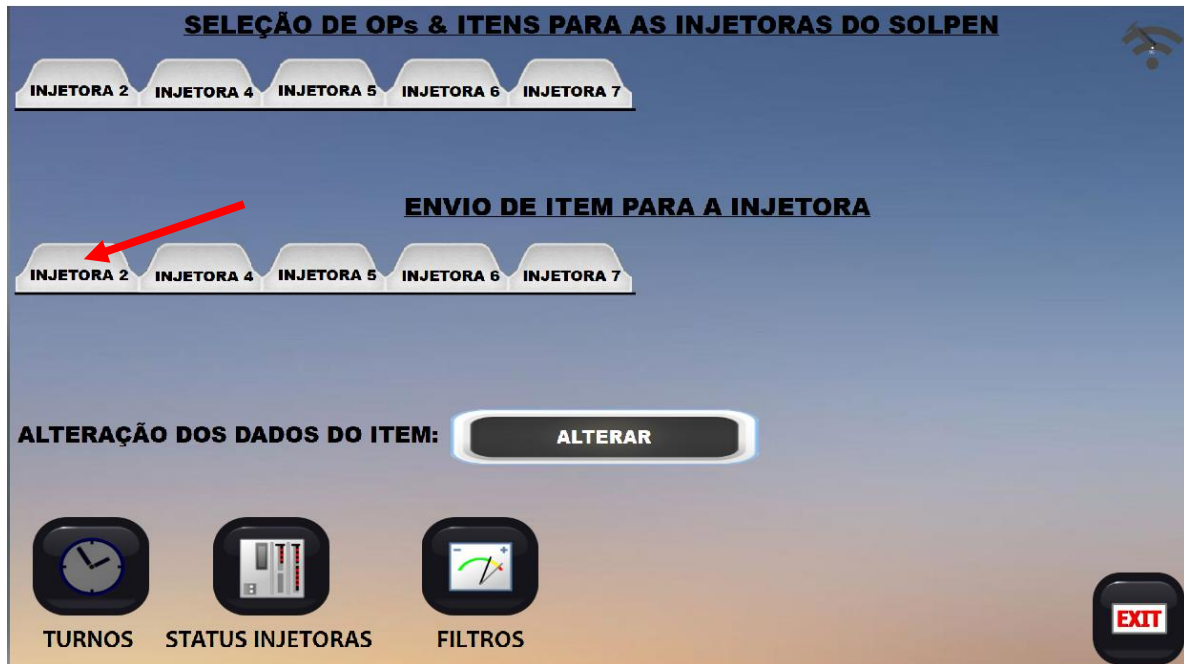 SELEÇÃO DE OPs & ITENS PARA AS INJETORAS DO SOLPEN
INJETORA 2 INJETORA 4 INJETORA 5 INJETORA 6 INJETORA 7
ENVIO DE ITEM PARA A INJETORA
INJETORA 2 INJETORA 4 INJETORA 5 INJETORA 6 INJETORA 7
ALTERAÇÃO DOS DADOS DO ITEM: ALTERAR
TURNOS STATUS INJETORAS FILTROS EXIT